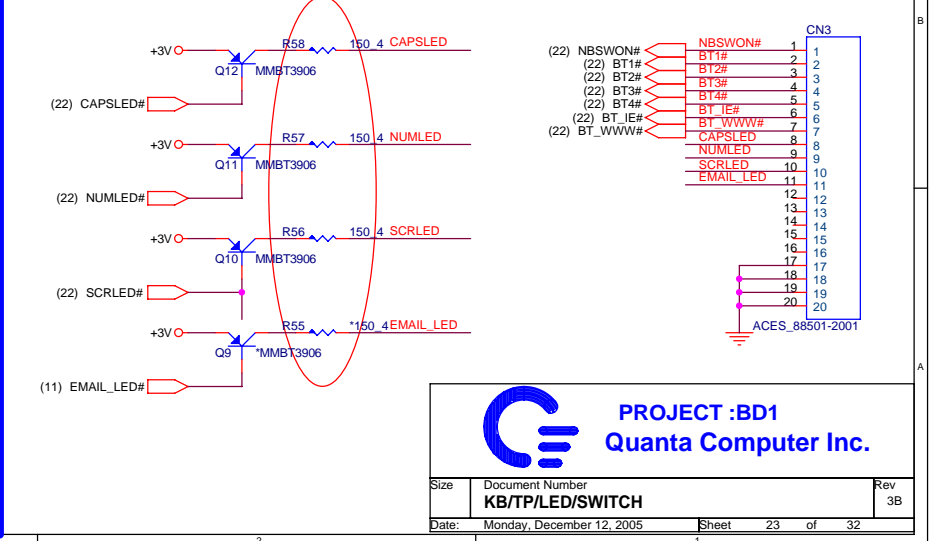 B
+3V R58 150_4 CAPSLED
Q12 MMBT3906
(22) CAPSLED#
+3V R57 150_4 NUMLED
Q11 MMBT3906
(22) NUMLED#
+3V R56 150_4 SCRLED
Q10 MMBT3906
(22) SCRLED#
+3V R55 *150_4 EMAIL_LED
Q9 *MMBT3906
(11) EMAIL_LED#
CN3
(22) NBSWON# NBSWON# 1 1
(22) BT1# BT1# 2 2
(22) BT2# BT2# 3 3
(22) BT3# BT3# 4 4
(22) BT4# BT4# 5 5
(22) BT_IE# BT_IE# 6 6
(22) BT_WWW# BT_WWW# 7 7
CAPSLED 8 8
NUMLED 9 9
SCRLED 10 10
EMAIL_LED 11 11
12 12
13 13
14 14
15 15
16 16
17 17
18 18
19 19
20 20
ACES_88501-2001
A
PROJECT :BD1
Quanta Computer Inc.
Size Document Number Rev
KB/TP/LED/SWITCH 3B
Date: Monday, December 12, 2005 Sheet 23 of 32
2 1